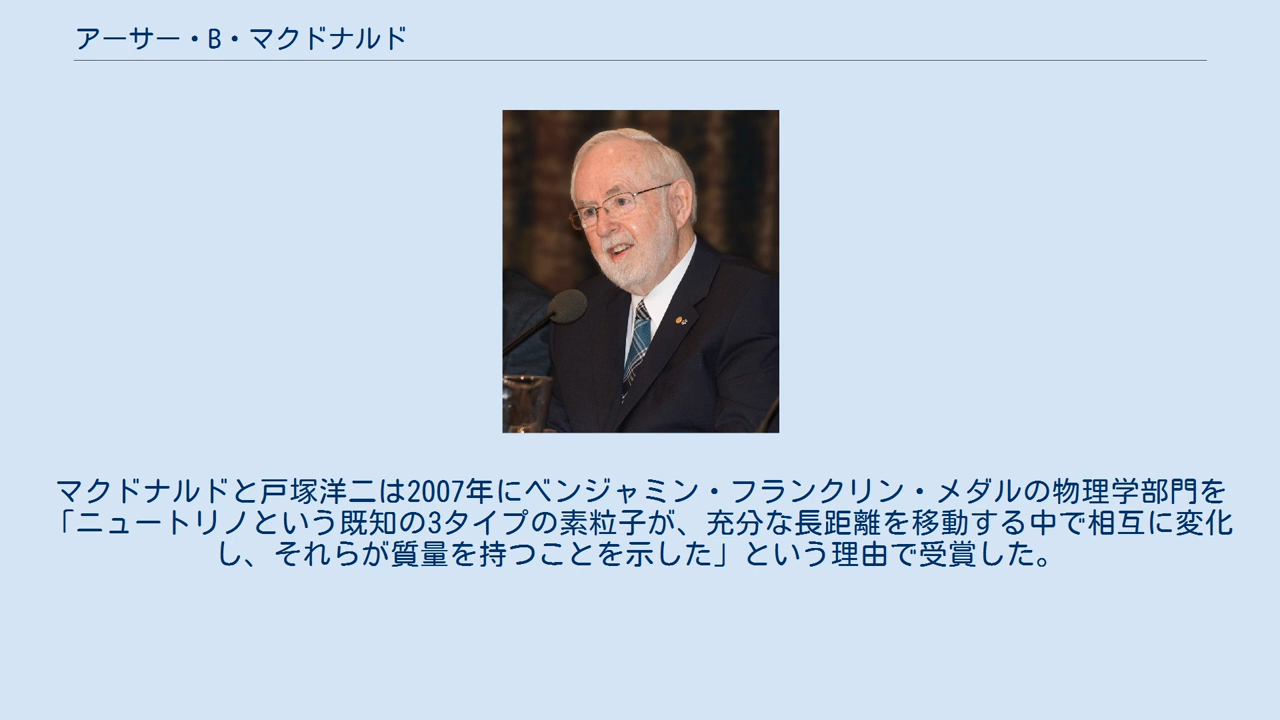 アーサー・B・マクドナルド
マクドナルドと戸塚洋二は2007年にベンジャミン・フランクリン・メダルの物理学部門を
「ニュートリノという既知の3タイプの素粒子が、充分な長距離を移動する中で相互に変化
し、それらが質量を持つことを示した」という理由で受賞した。